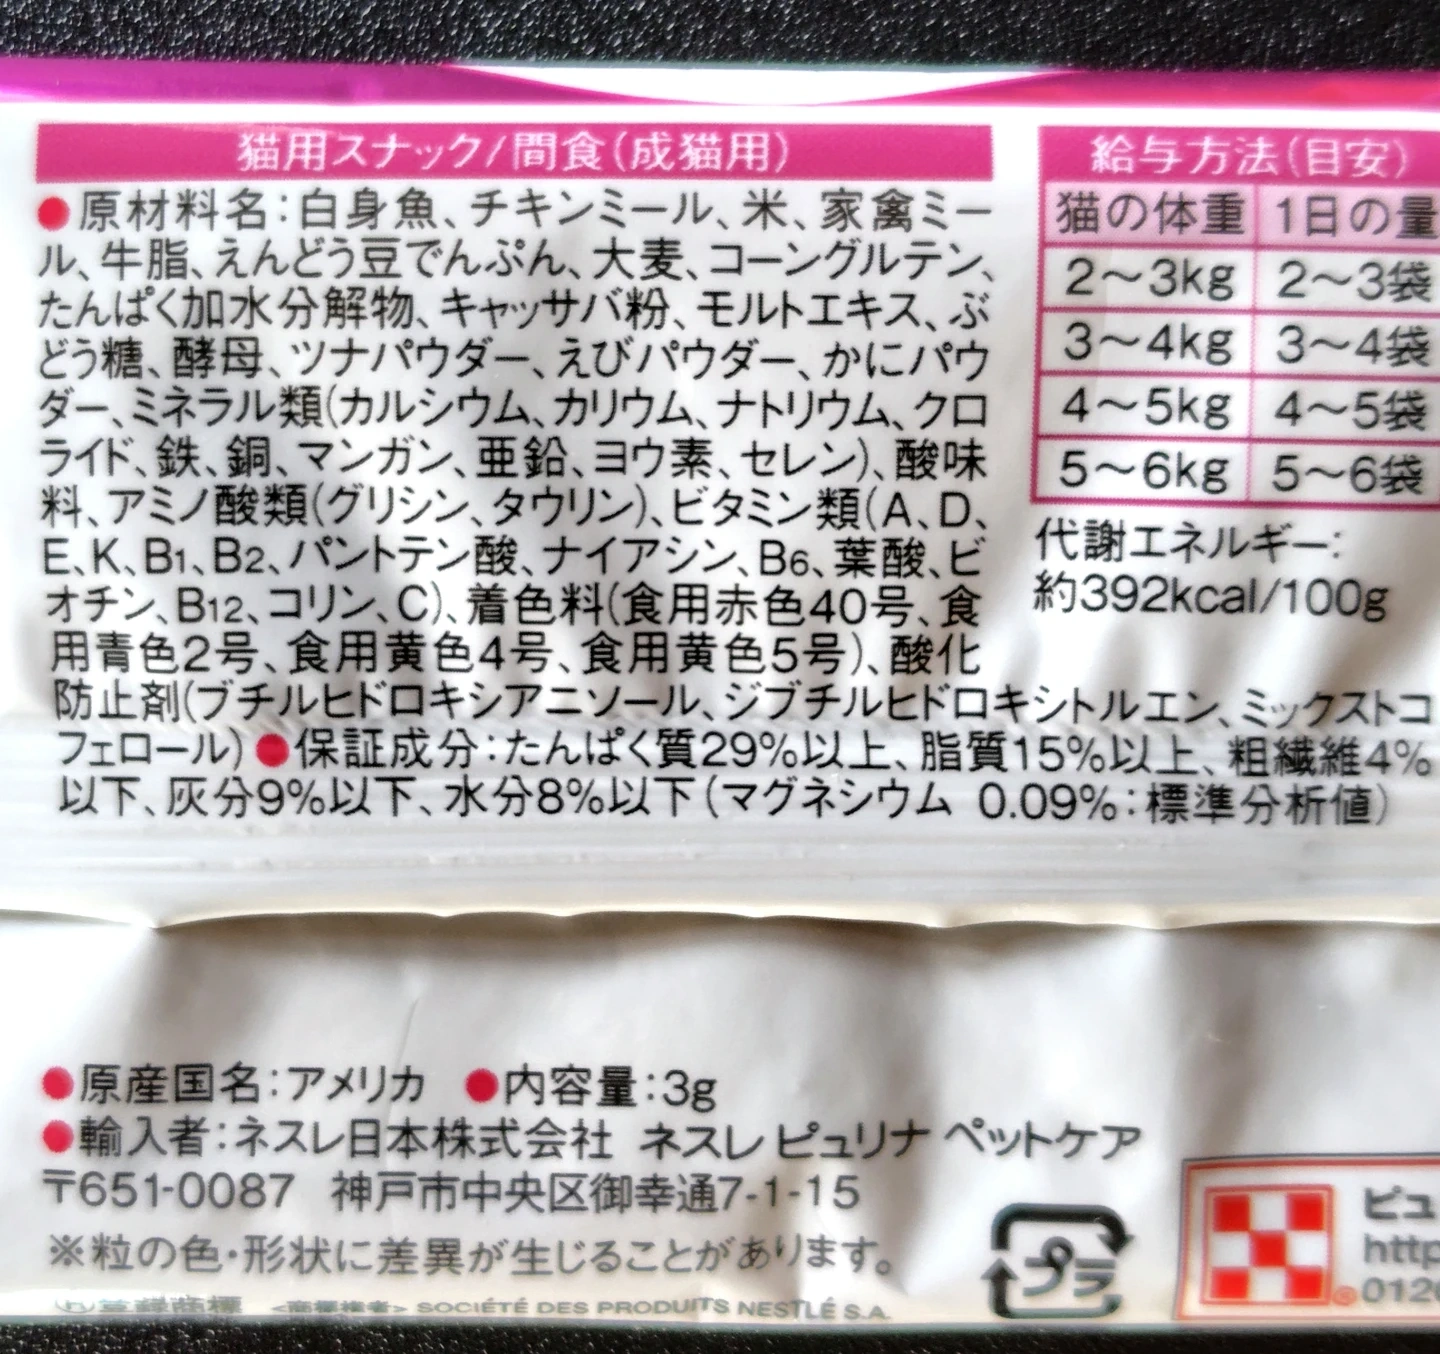 猫用スナック/間食(成猫用)
●原材料名:白身魚、チキンミール、米、家禽ミー
ル、牛脂、えんどう豆でんぷん、大麦、コーングルテン、
たんぱく加水分解物、キャッサバ粉、モルトエキス、ぶ
どう糖、酵母、ツナパウダー、えびパウダー、かにパウ
ダー、ミネラル類(カルシウム、カリウム、ナトリウム、クロ
ライド、鉄、銅、マンガン、亜鉛、ヨウ素、セレン)、酸味
料、アミノ酸類(グリシン、タウリン)、ビタミン類(A、D、
E、K、B1、B2、パントテン酸、ナイアシン、B6、葉酸、ビ
オチン、B12、コリン、C)、着色料(食用赤色40号、食
用青色2号、食用黄色4号、食用黄色5号)、酸化
防止剤(ブチルヒドロキシアニソール、ジブチルヒドロキシトルエン、ミックストコ
フェロール)●保証成分:たんぱく質29%以上、脂質15%以上、粗繊維4%
以下、灰分9%以下、水分8%以下(マグネシウム 0.09%:標準分析値)
給与方法(目安)
猫の体重 1日の量
2〜3kg 2〜3袋
3〜4kg 3〜4袋
4〜5kg 4〜5袋
5〜6kg 5〜6袋
代謝エネルギー:
約392kcal/100g
●原産国名:アメリカ ●内容量:3g
●輸入者:ネスレ日本株式会社 ネスレ ピュリナ ペットケア
〒651-0087 神戸市中央区御幸通7-1-15
※粒の色・形状に差異が生じることがあります。
<商標権者> SOCIÉTÉ DES PRODUITS NESTLÉ S.A.
プラ
ピュ
http
012